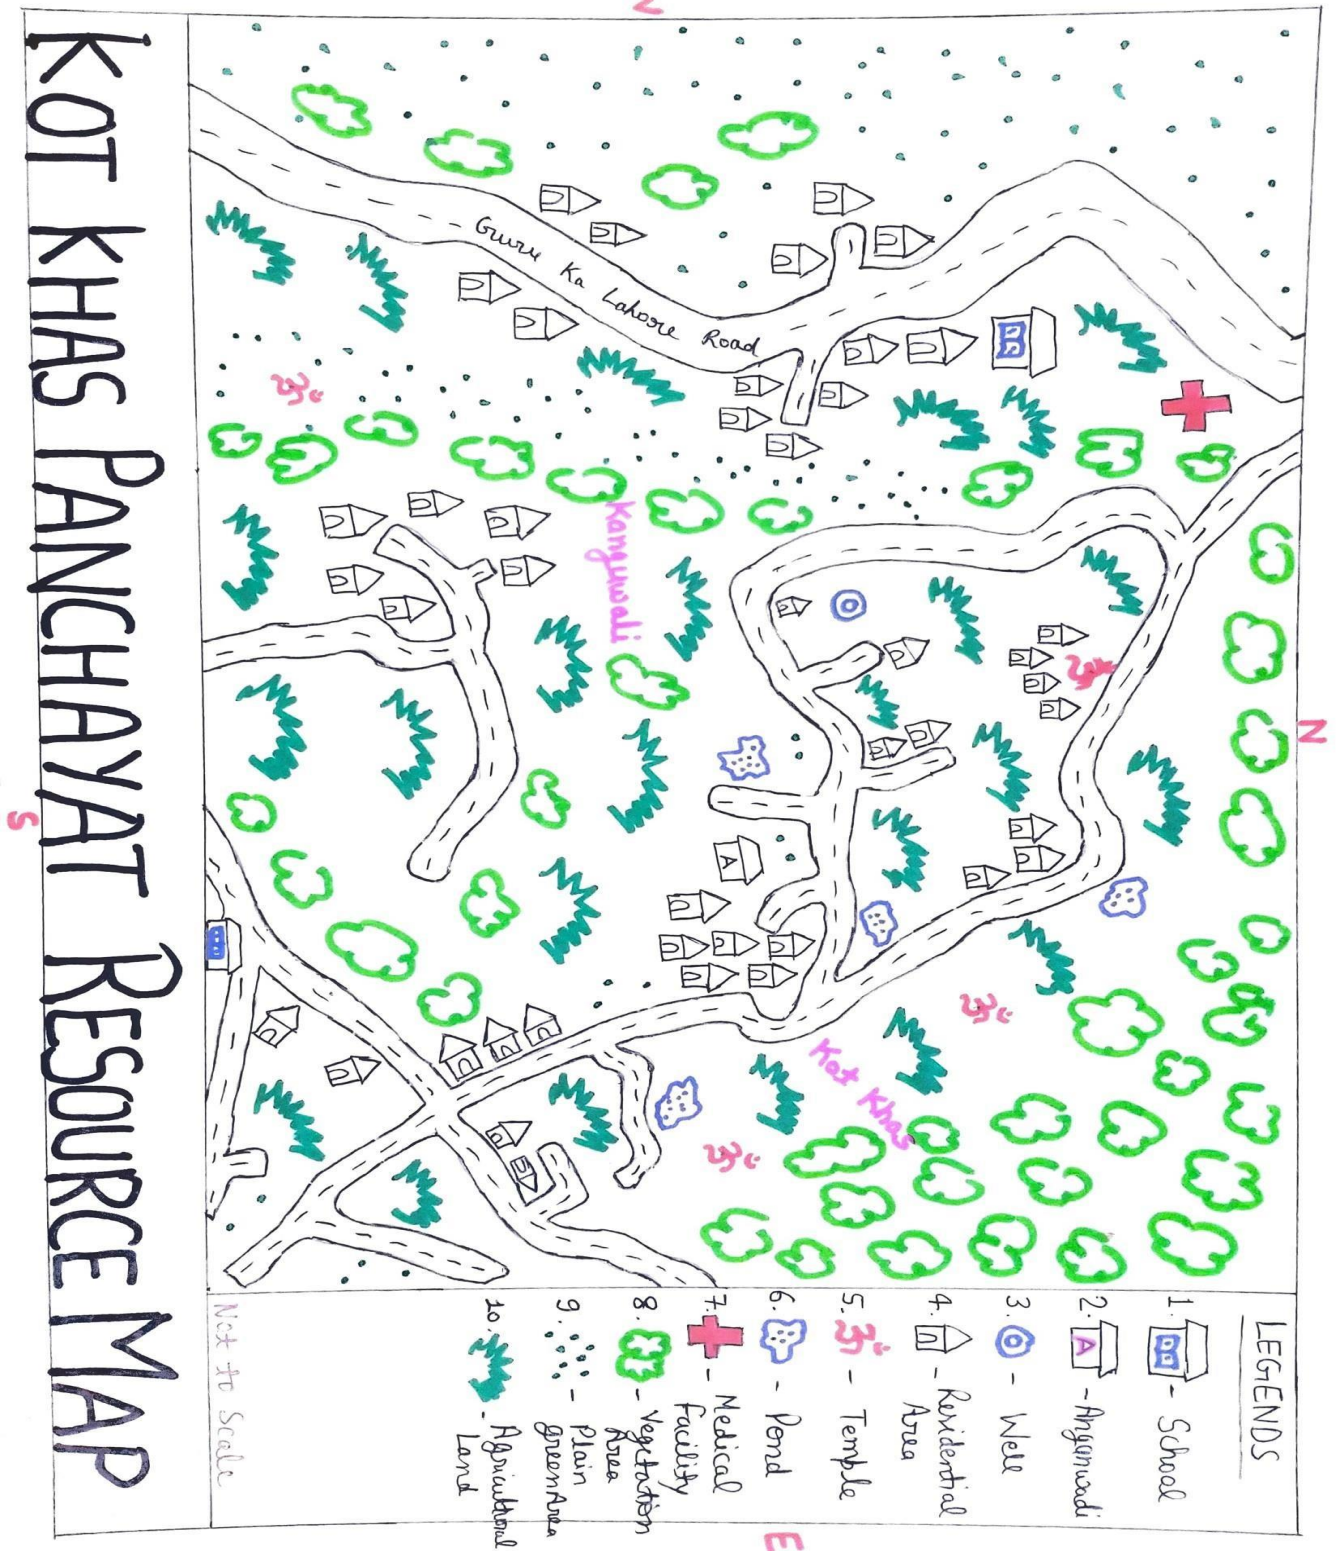 N
LEGENDS
1. - School
2. A - Anganwadi
3. - Well
4. - Residential
Area
5. - Temple
6. - Pond
7. - Medical
Facility
8. - Vegetation
Area
9. - Plain
green Area
10. - Agricultural
Land
Not to Scale
Guru Ka Lahore Road
Kot Khas
A
Kanguwali
E
KOT KHAS PANCHAYAT RESOURCE MAP
S